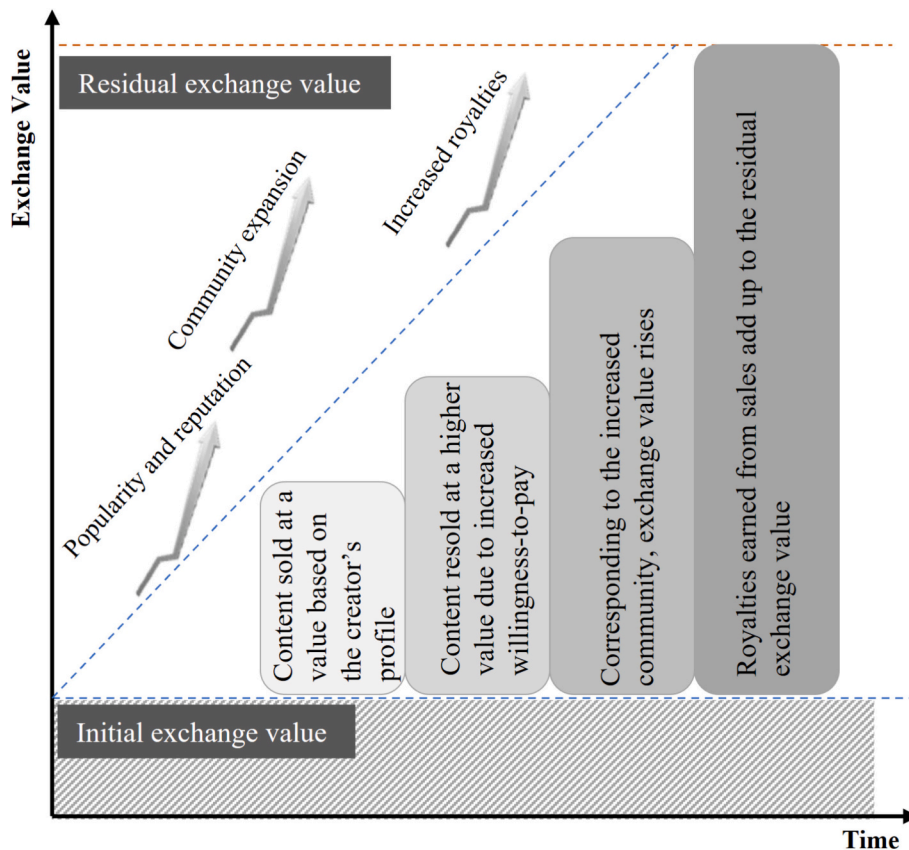 Exchange Value
Residual exchange value
Increased royalties
Community expansion
Popularity and reputation
Content sold at a
value based on
the creator's
profile
Content resold at a higher
value due to increased
willingness-to-pay
Corresponding to the increased
community, exchange value rises
Royalties earned from sales add up to the residual
exchange value
Initial exchange value
Time